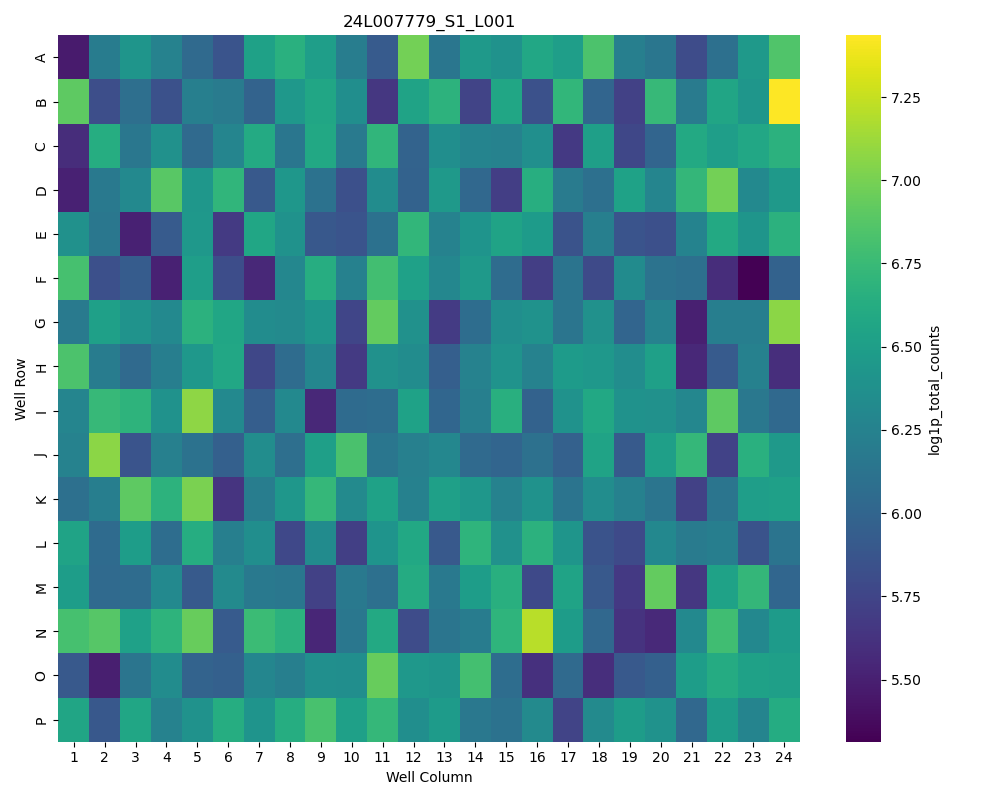 24L007779_S1_L001
A
B
C
D
E
F
G
H
I
J
K
L
M
N
O
P
Well Row
1 2 3 4 5 6 7 8 9 10 11 12 13 14 15 16 17 18 19 20 21 22 23 24
Well Column
7.25
7.00
6.75
6.50
6.25
6.00
5.75
5.50
log1p_total_counts